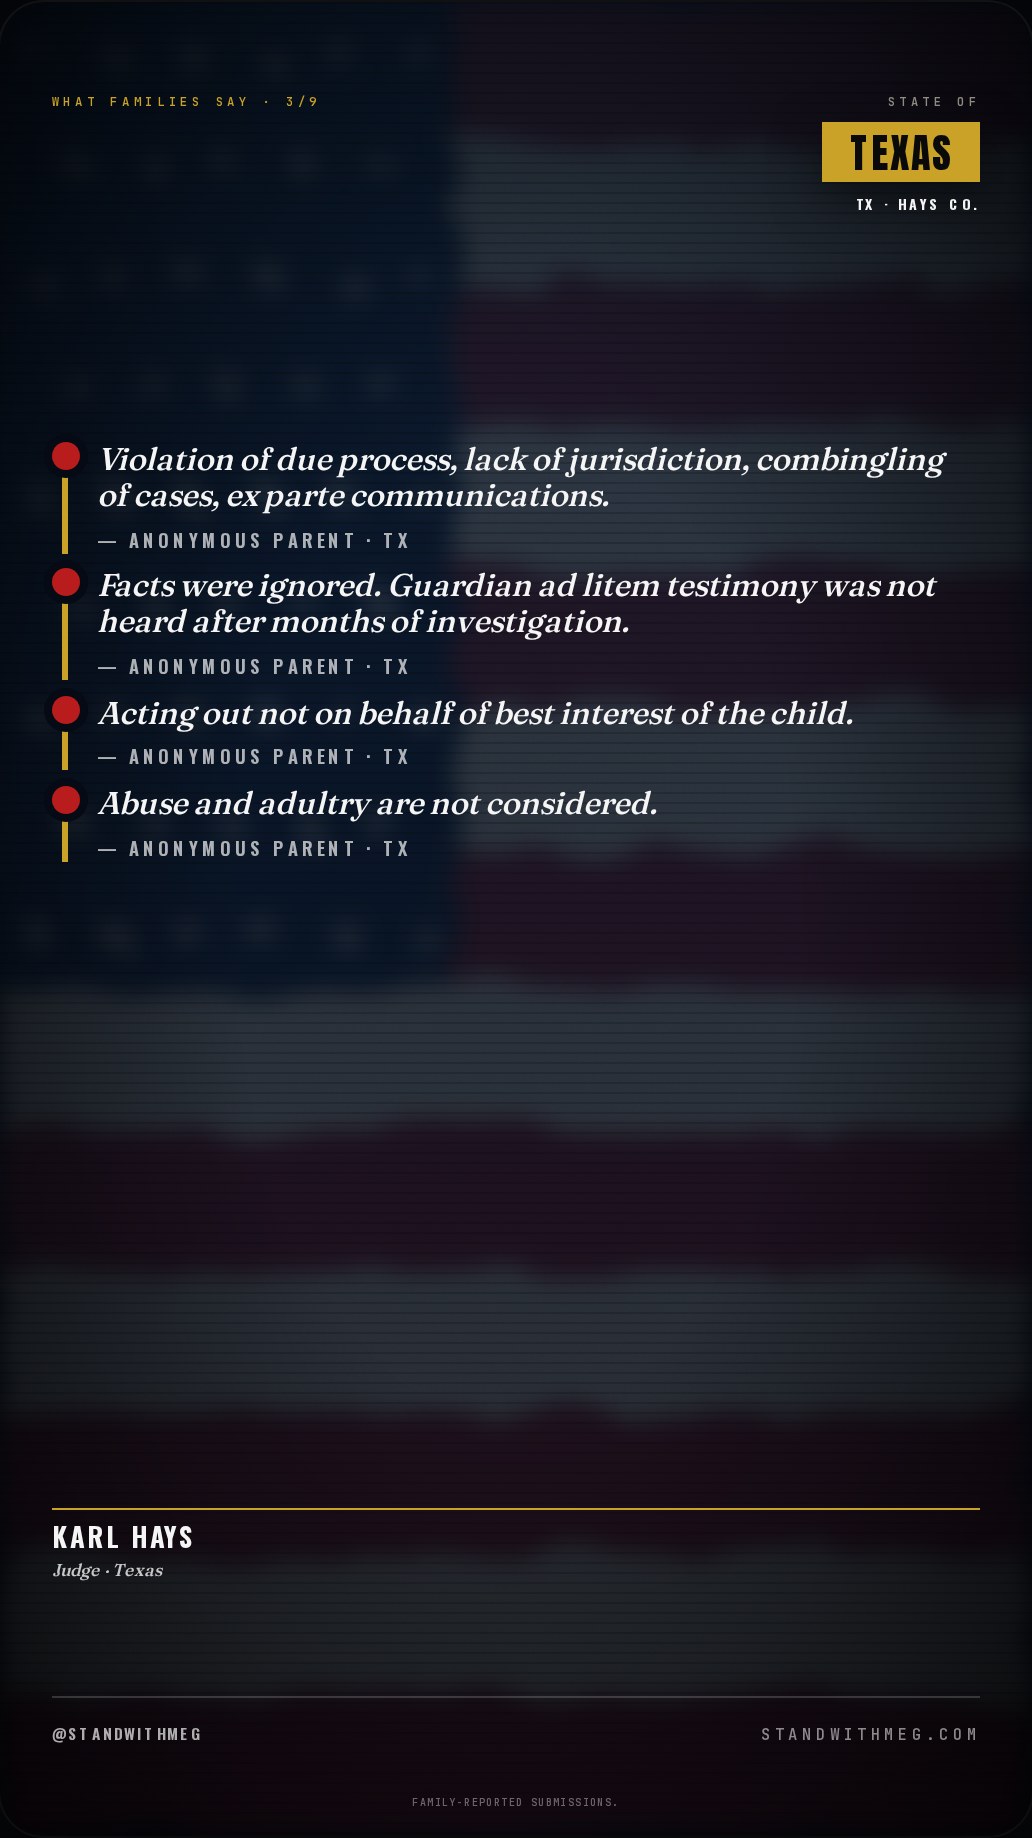 WHAT FAMILIES SAY · 3/9
STATE OF
TEXAS
TX · HAYS CO.
Violation of due process, lack of jurisdiction, combingling
of cases, ex parte communications.
— ANONYMOUS PARENT · TX
Facts were ignored. Guardian ad litem testimony was not
heard after months of investigation.
— ANONYMOUS PARENT · TX
Acting out not on behalf of best interest of the child.
— ANONYMOUS PARENT · TX
Abuse and adultry are not considered.
— ANONYMOUS PARENT · TX
KARL HAYS
Judge · Texas
@STANDWITHMEG
STANDWITHMEG.COM
FAMILY-REPORTED SUBMISSIONS.